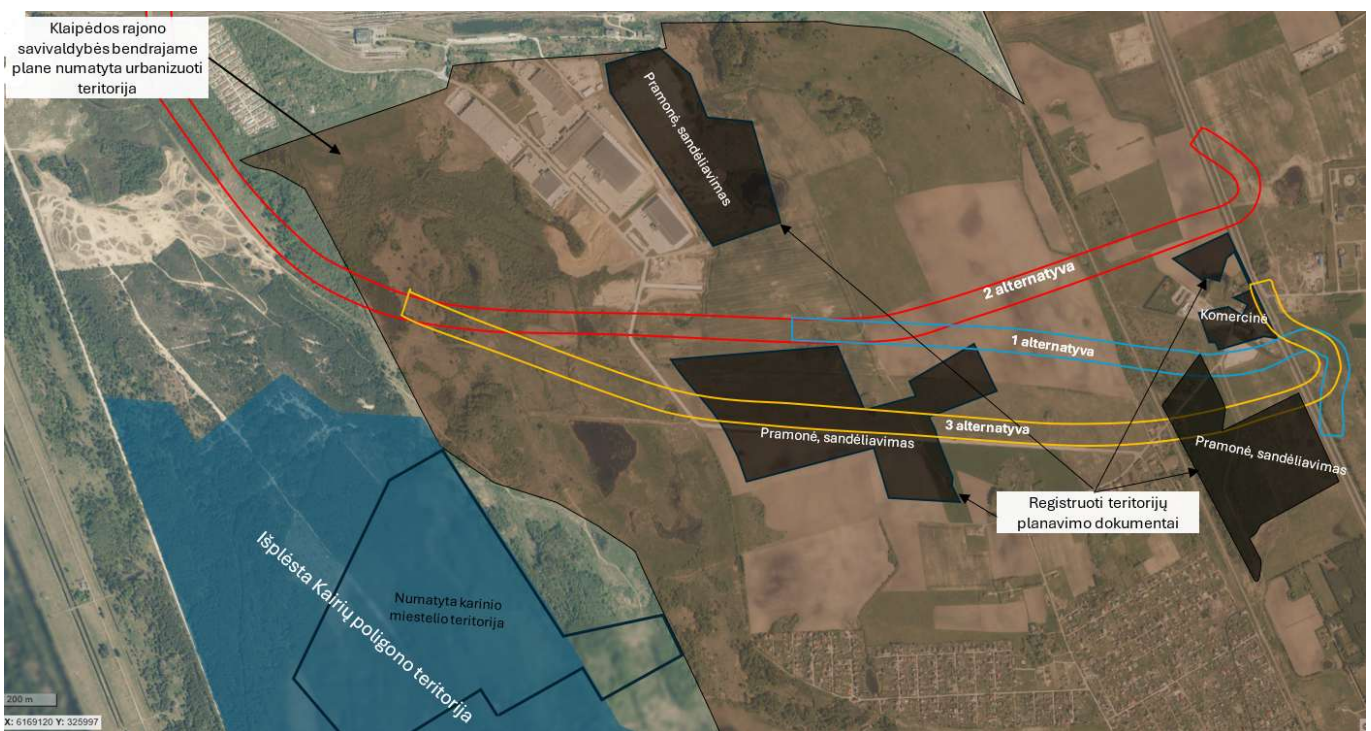 Klaipėdos rajono
savivaldybės bendrajame
plane numatyta urbanizuoti
teritorija
Pramonė, sandėliavimas
2 alternatyva
Komercinė
1 alternatyva
3 alternatyva
Pramonė, sandėliavimas
Pramonė, sandėliavimas
Registruoti teritorijų
planavimo dokumentai
Išplėsta Kairių poligono teritorija
Numatyta karinio
miestelio teritorija
200 m
X: 6169120 Y: 325997